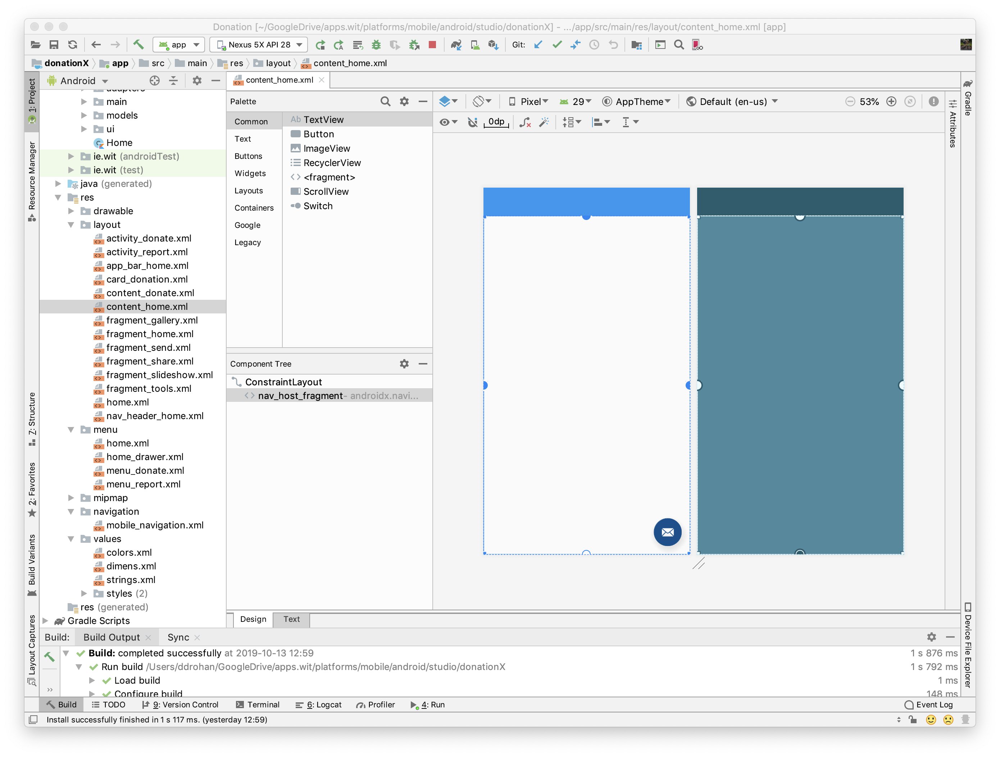 Donation [~/GoogleDrive/apps.wit/platforms/mobile/android/studio/donationX] - .../app/src/main/res/layout/content_home.xml [app]
app
Nexus 5X API 28
Git:
donationX
app
src
main
res
layout
content_home.xml
1: Project
Resource Manager
7: Structure
2: Favorites
Build Variants
Layout Captures
Android
adapters
main
models
ui
Home
ie.wit (androidTest)
ie.wit (test)
java (generated)
res
drawable
layout
activity_donate.xml
activity_report.xml
app_bar_home.xml
card_donation.xml
content_donate.xml
content_home.xml
fragment_gallery.xml
fragment_home.xml
fragment_send.xml
fragment_share.xml
fragment_slideshow.xml
fragment_tools.xml
home.xml
nav_header_home.xml
menu
home.xml
home_drawer.xml
menu_donate.xml
menu_report.xml
mipmap
navigation
mobile_navigation.xml
values
colors.xml
dimens.xml
strings.xml
styles (2)
res (generated)
Gradle Scripts
content_home.xml
Palette
Common
Text
Buttons
Widgets
Layouts
Containers
Google
Legacy
Ab TextView
Button
ImageView
RecyclerView
<fragment>
ScrollView
Switch
Component Tree
ConstraintLayout
nav_host_fragment- androidx.navi...
Pixel
29
AppTheme
Default (en-us)
53%
0dp
Gradle
Attributes
Device File Explorer
Design
Text
Build:
Build Output
Sync
Build: completed successfully at 2019-10-13 12:59
1 s 876 ms
Run build /Users/ddrohan/GoogleDrive/apps.wit/platforms/mobile/android/studio/donationX
1 s 792 ms
Load build
1 ms
Configure build
148 ms
Build
TODO
9: Version Control
Terminal
6: Logcat
Profiler
4: Run
Event Log
Install successfully finished in 1 s 117 ms. (yesterday 12:59)